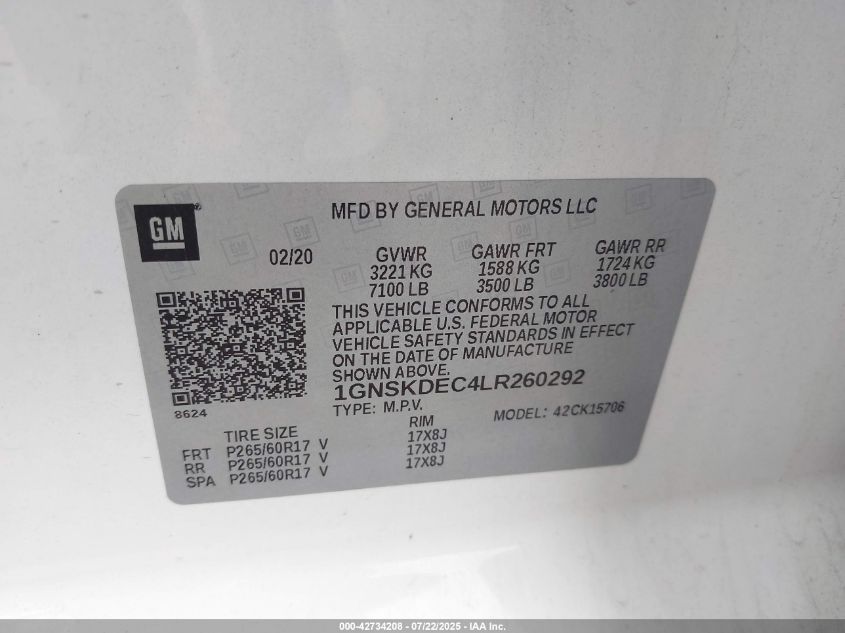 GM
MFD BY GENERAL MOTORS LLC
02/20
GVWR GAWR FRT GAWR RR
3221 KG 1588 KG 1724 KG
7100 LB 3500 LB 3800 LB
THIS VEHICLE CONFORMS TO ALL
APPLICABLE U.S. FEDERAL MOTOR
VEHICLE SAFETY STANDARDS IN EFFECT
ON THE DATE OF MANUFACTURE
SHOWN ABOVE.
1GNSKDEC4LR260292
8624
TYPE: M.P.V. MODEL: 42CK15706
TIRE SIZE RIM
FRT P265/60R17 V 17X8J
RR P265/60R17 V 17X8J
SPA P265/60R17 V 17X8J
000-42734208 - 07/22/2025 - IAA Inc.